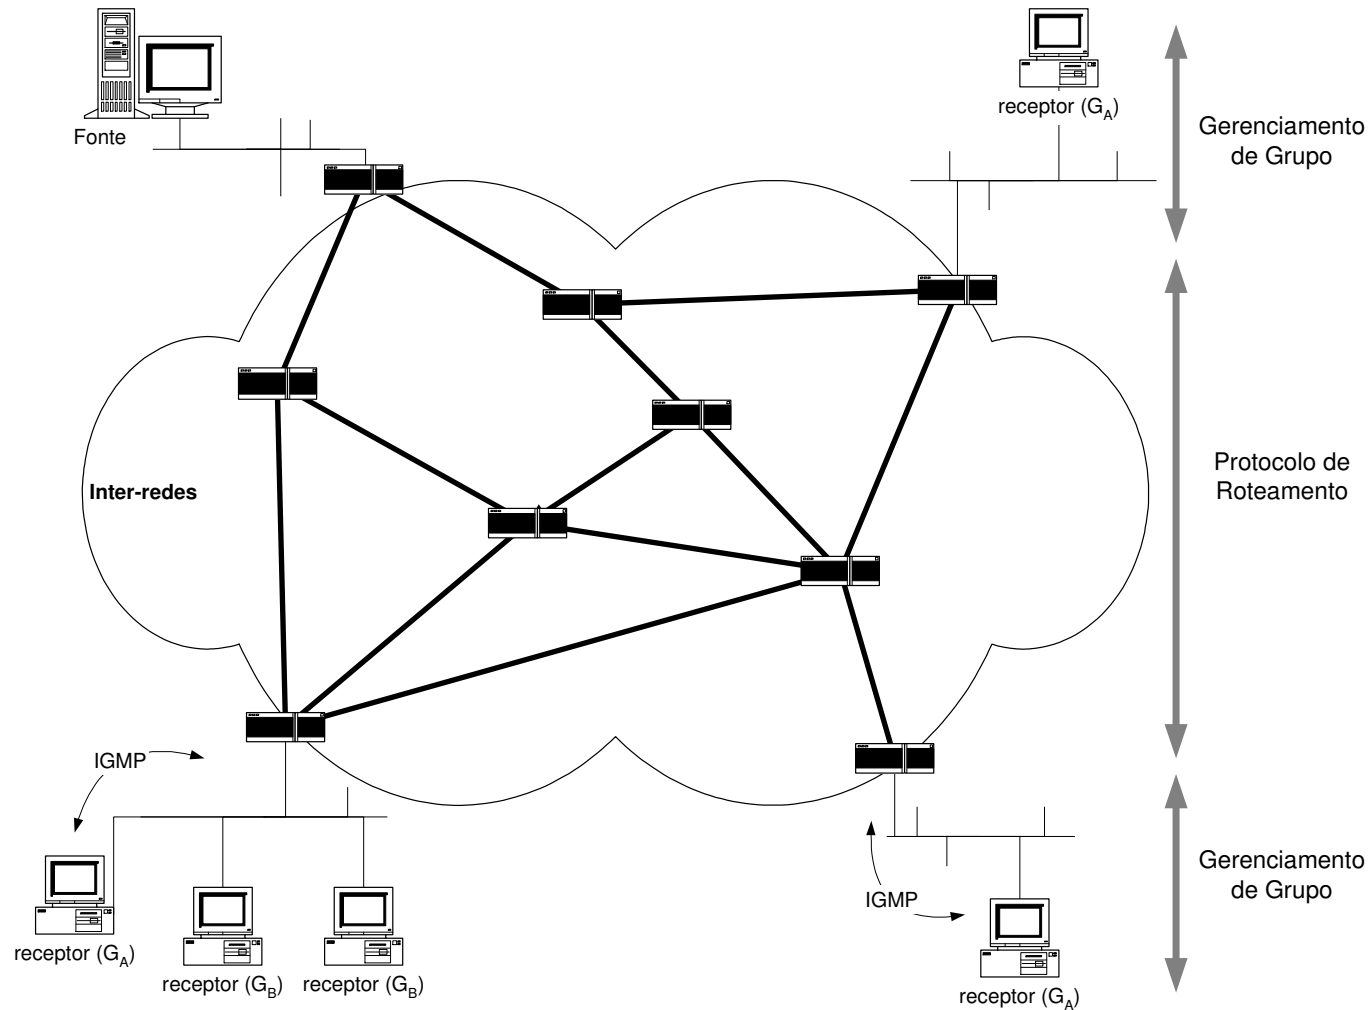 Fonte
receptor (GA)
Gerenciamento
de Grupo
Inter-redes
Protocolo de
Roteamento
IGMP
receptor (GA)
receptor (GB)
receptor (GB)
IGMP
receptor (GA)
Gerenciamento
de Grupo